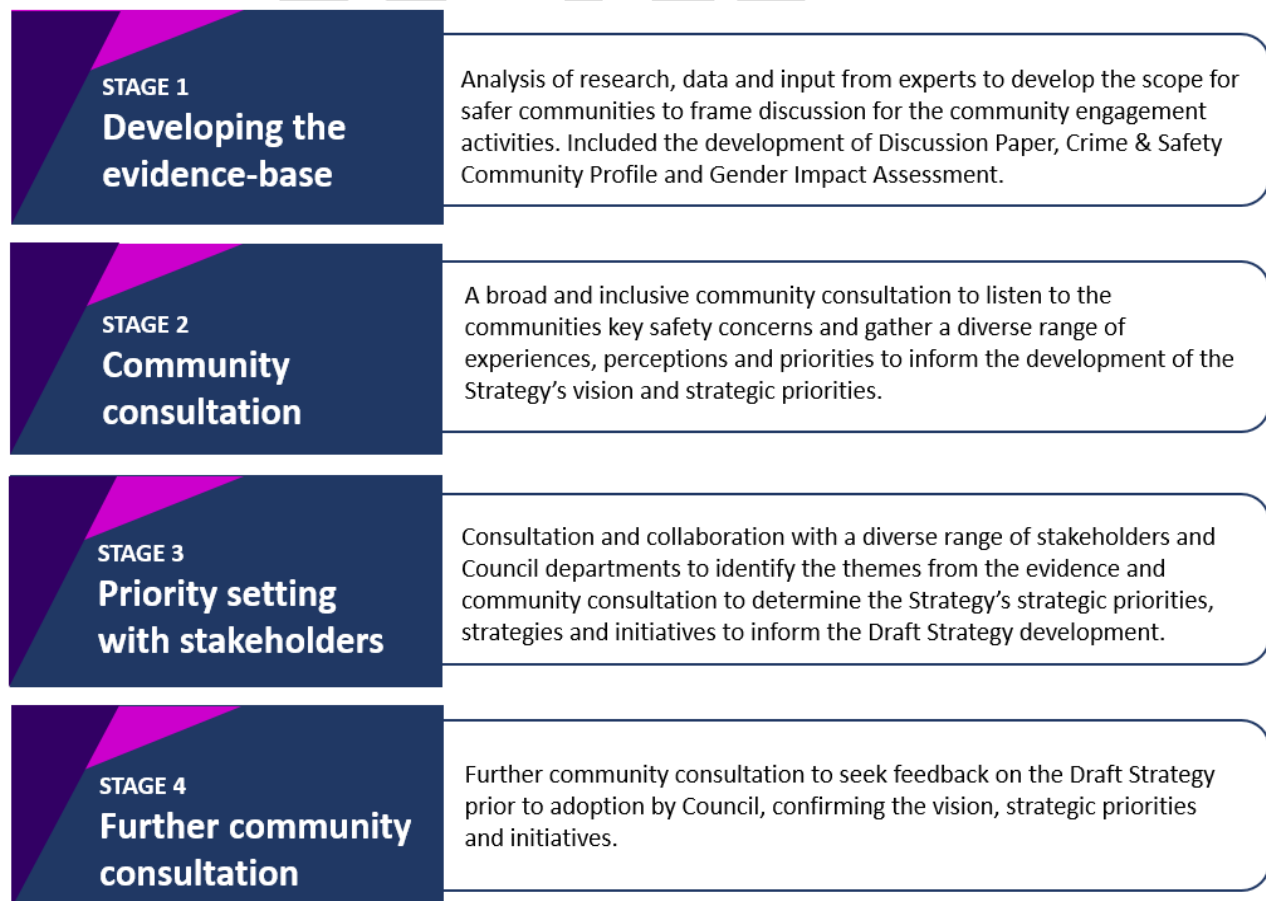 STAGE 1
Developing the
evidence-base
Analysis of research, data and input from experts to develop the scope for
safer communities to frame discussion for the community engagement
activities. Included the development of Discussion Paper, Crime & Safety
Community Profile and Gender Impact Assessment.
STAGE 2
Community
consultation
A broad and inclusive community consultation to listen to the
communities key safety concerns and gather a diverse range of
experiences, perceptions and priorities to inform the development of the
Strategy’s vision and strategic priorities.
STAGE 3
Priority setting
with stakeholders
Consultation and collaboration with a diverse range of stakeholders and
Council departments to identify the themes from the evidence and
community consultation to determine the Strategy’s strategic priorities,
strategies and initiatives to inform the Draft Strategy development.
STAGE 4
Further community
consultation
Further community consultation to seek feedback on the Draft Strategy
prior to adoption by Council, confirming the vision, strategic priorities
and initiatives.